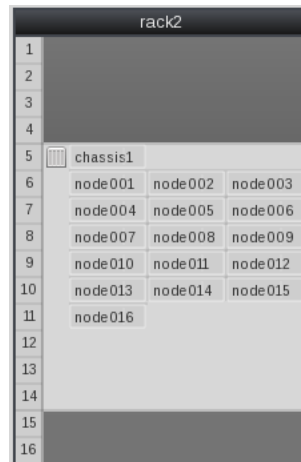 rack2
1
2
3
4
5 chassis1
6 node001 node002 node003
7 node004 node005 node006
8 node007 node008 node009
9 node010 node011 node012
10 node013 node014 node015
11 node016
12
13
14
15
16